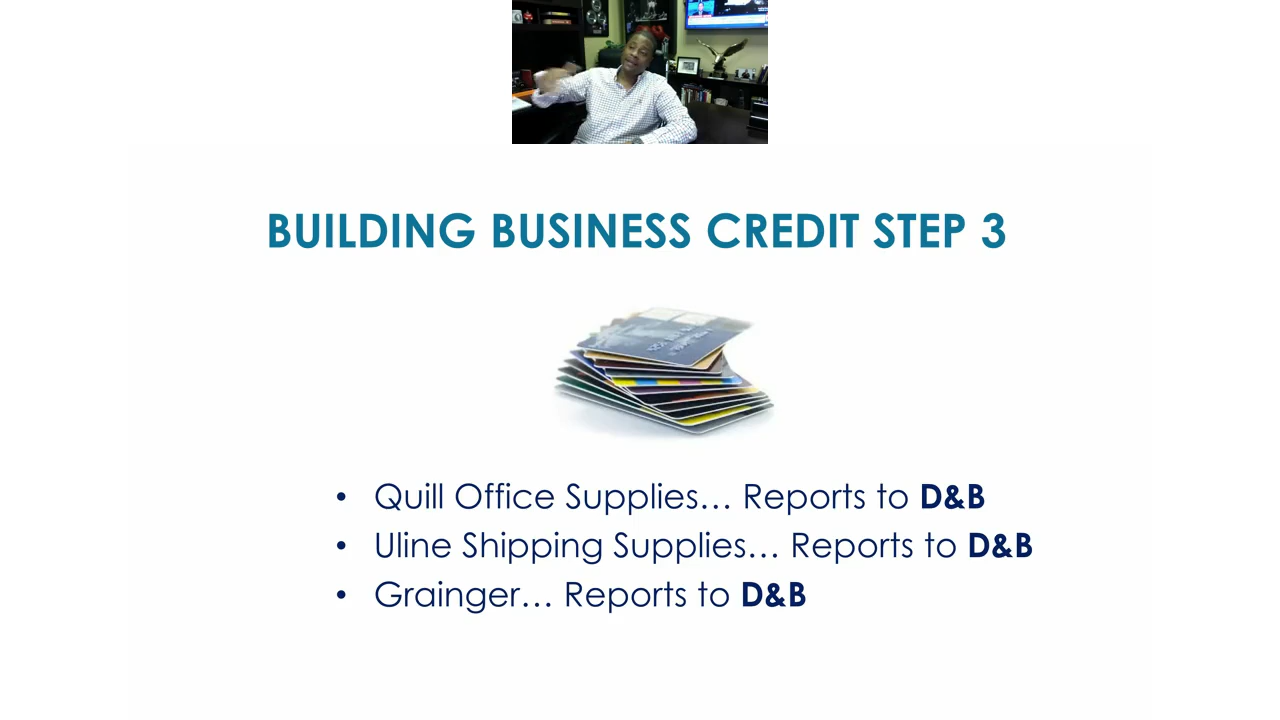 BUILDING BUSINESS CREDIT STEP 3
• Quill Office Supplies… Reports to D&B
• Uline Shipping Supplies… Reports to D&B
• Grainger… Reports to D&B